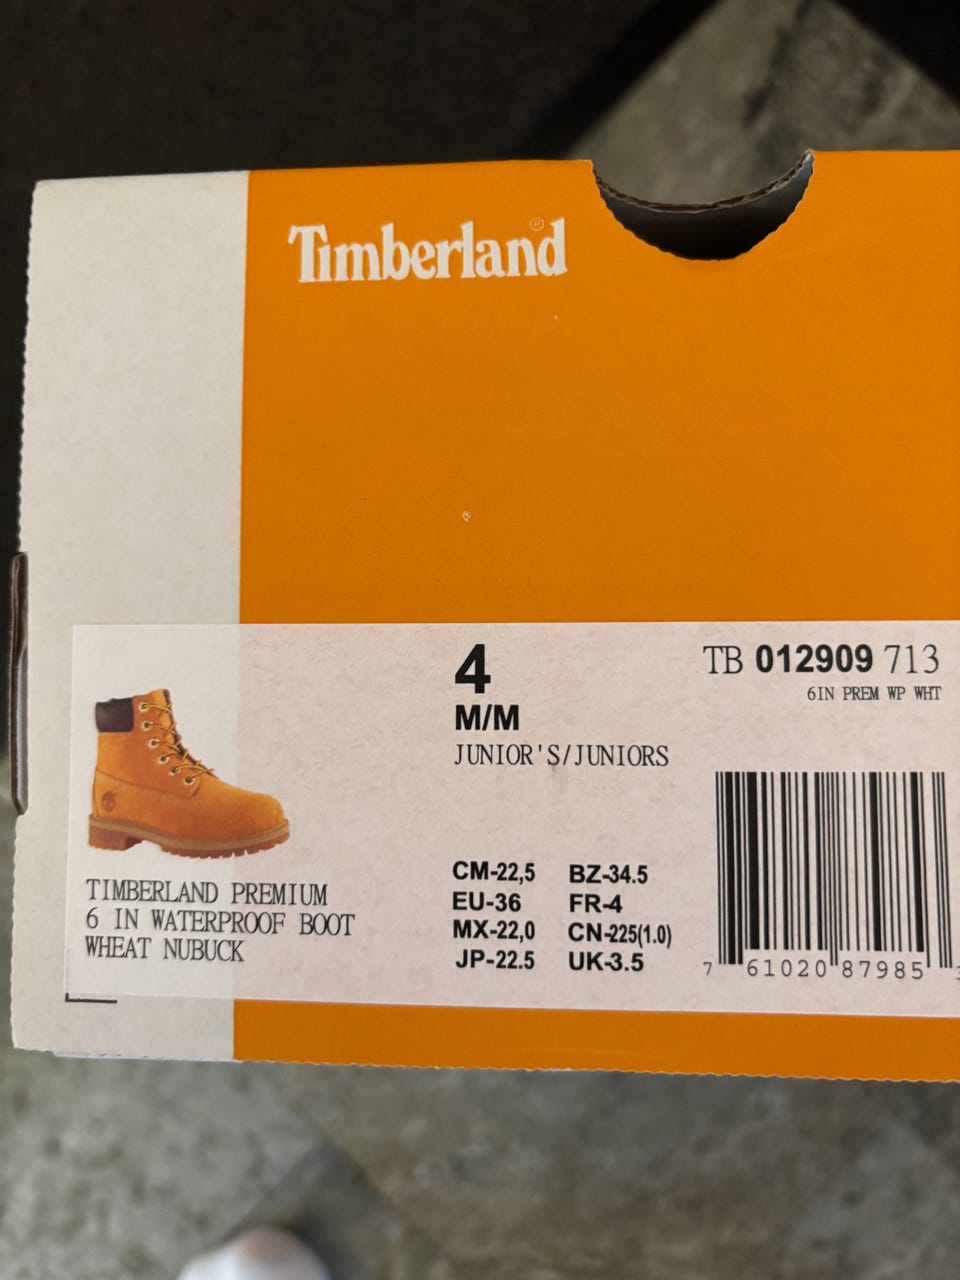 Timberland®
4
M/M
JUNIOR'S/JUNIORS
TB 012909 713
6IN PREM WP WHT
TIMBERLAND PREMIUM
6 IN WATERPROOF BOOT
WHEAT NUBUCK
CM-22,5 BZ-34.5
EU-36 FR-4
MX-22,0 CN-225(1.0)
JP-22.5 UK-3.5
7 61020 87985